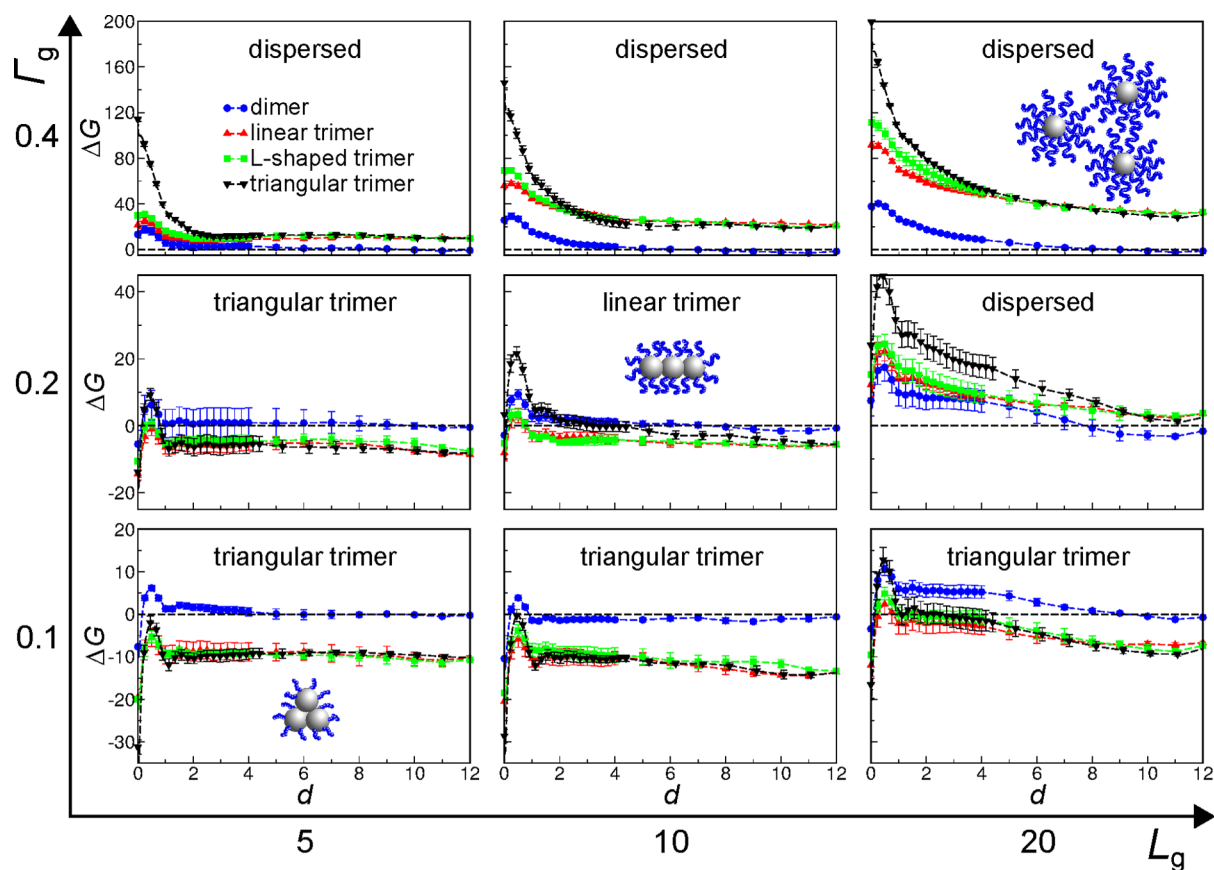 Γg
0.4
0.2
0.1
ΔG
200
160
120
80
40
0
dispersed
dimer
linear trimer
L-shaped trimer
triangular trimer
dispersed
dispersed
ΔG
40
20
0
-20
triangular trimer
linear trimer
dispersed
ΔG
20
10
0
-10
-20
-30
triangular trimer
triangular trimer
triangular trimer
0 2 4 6 8 10 12
0 2 4 6 8 10 12
0 2 4 6 8 10 12
d
d
d
5
10
20
Lg